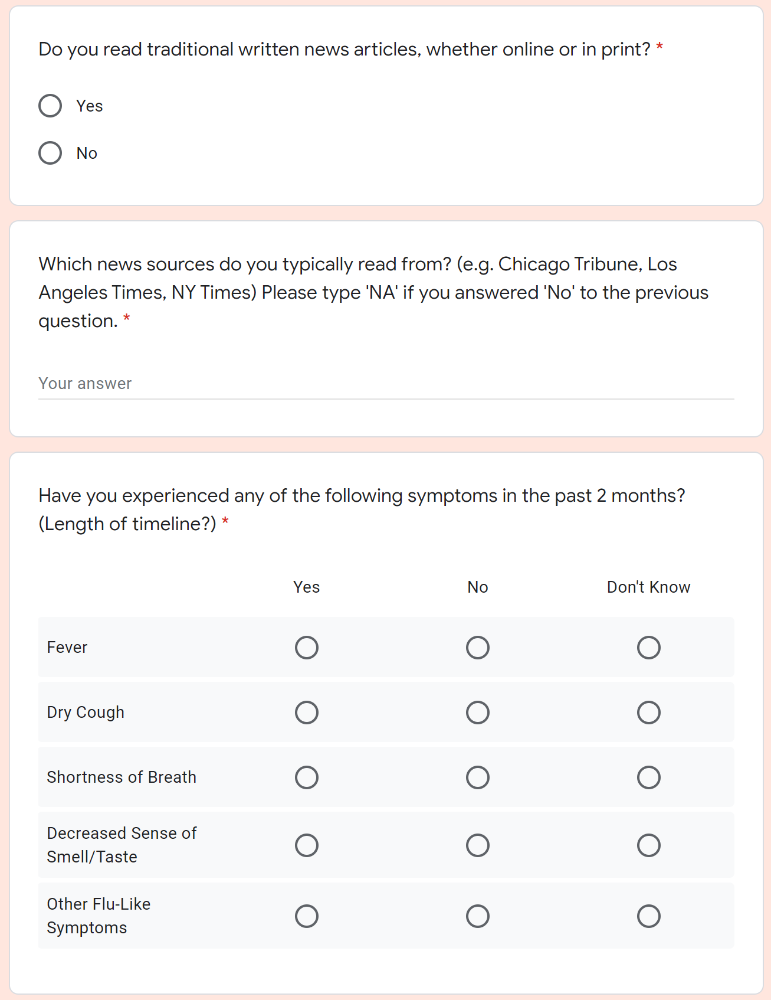 Do you read traditional written news articles, whether online or in print? *
Yes
No
Which news sources do you typically read from? (e.g. Chicago Tribune, Los
Angeles Times, NY Times) Please type 'NA' if you answered 'No' to the previous
question. *
Your answer
Have you experienced any of the following symptoms in the past 2 months?
(Length of timeline?) *
Yes No Don't Know
Fever
Dry Cough
Shortness of Breath
Decreased Sense of
Smell/Taste
Other Flu-Like
Symptoms